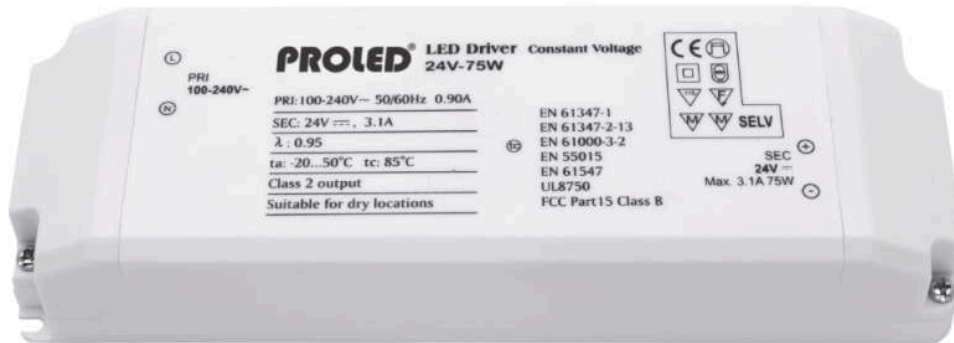 L
PRI
100-240V~
N
PROLED® LED Driver Constant Voltage
24V-75W
PRI:100-240V~ 50/60Hz 0.90A
SEC: 24V ⎓, 3.1A
λ : 0.95
ta: -20...50°C tc: 85°C
Class 2 output
Suitable for dry locations
tc
EN 61347-1
EN 61347-2-13
EN 61000-3-2
EN 55015
EN 61547
UL8750
FCC Part15 Class B
CE
F
M M SELV
SEC +
24V ⎓
Max. 3.1A 75W
-